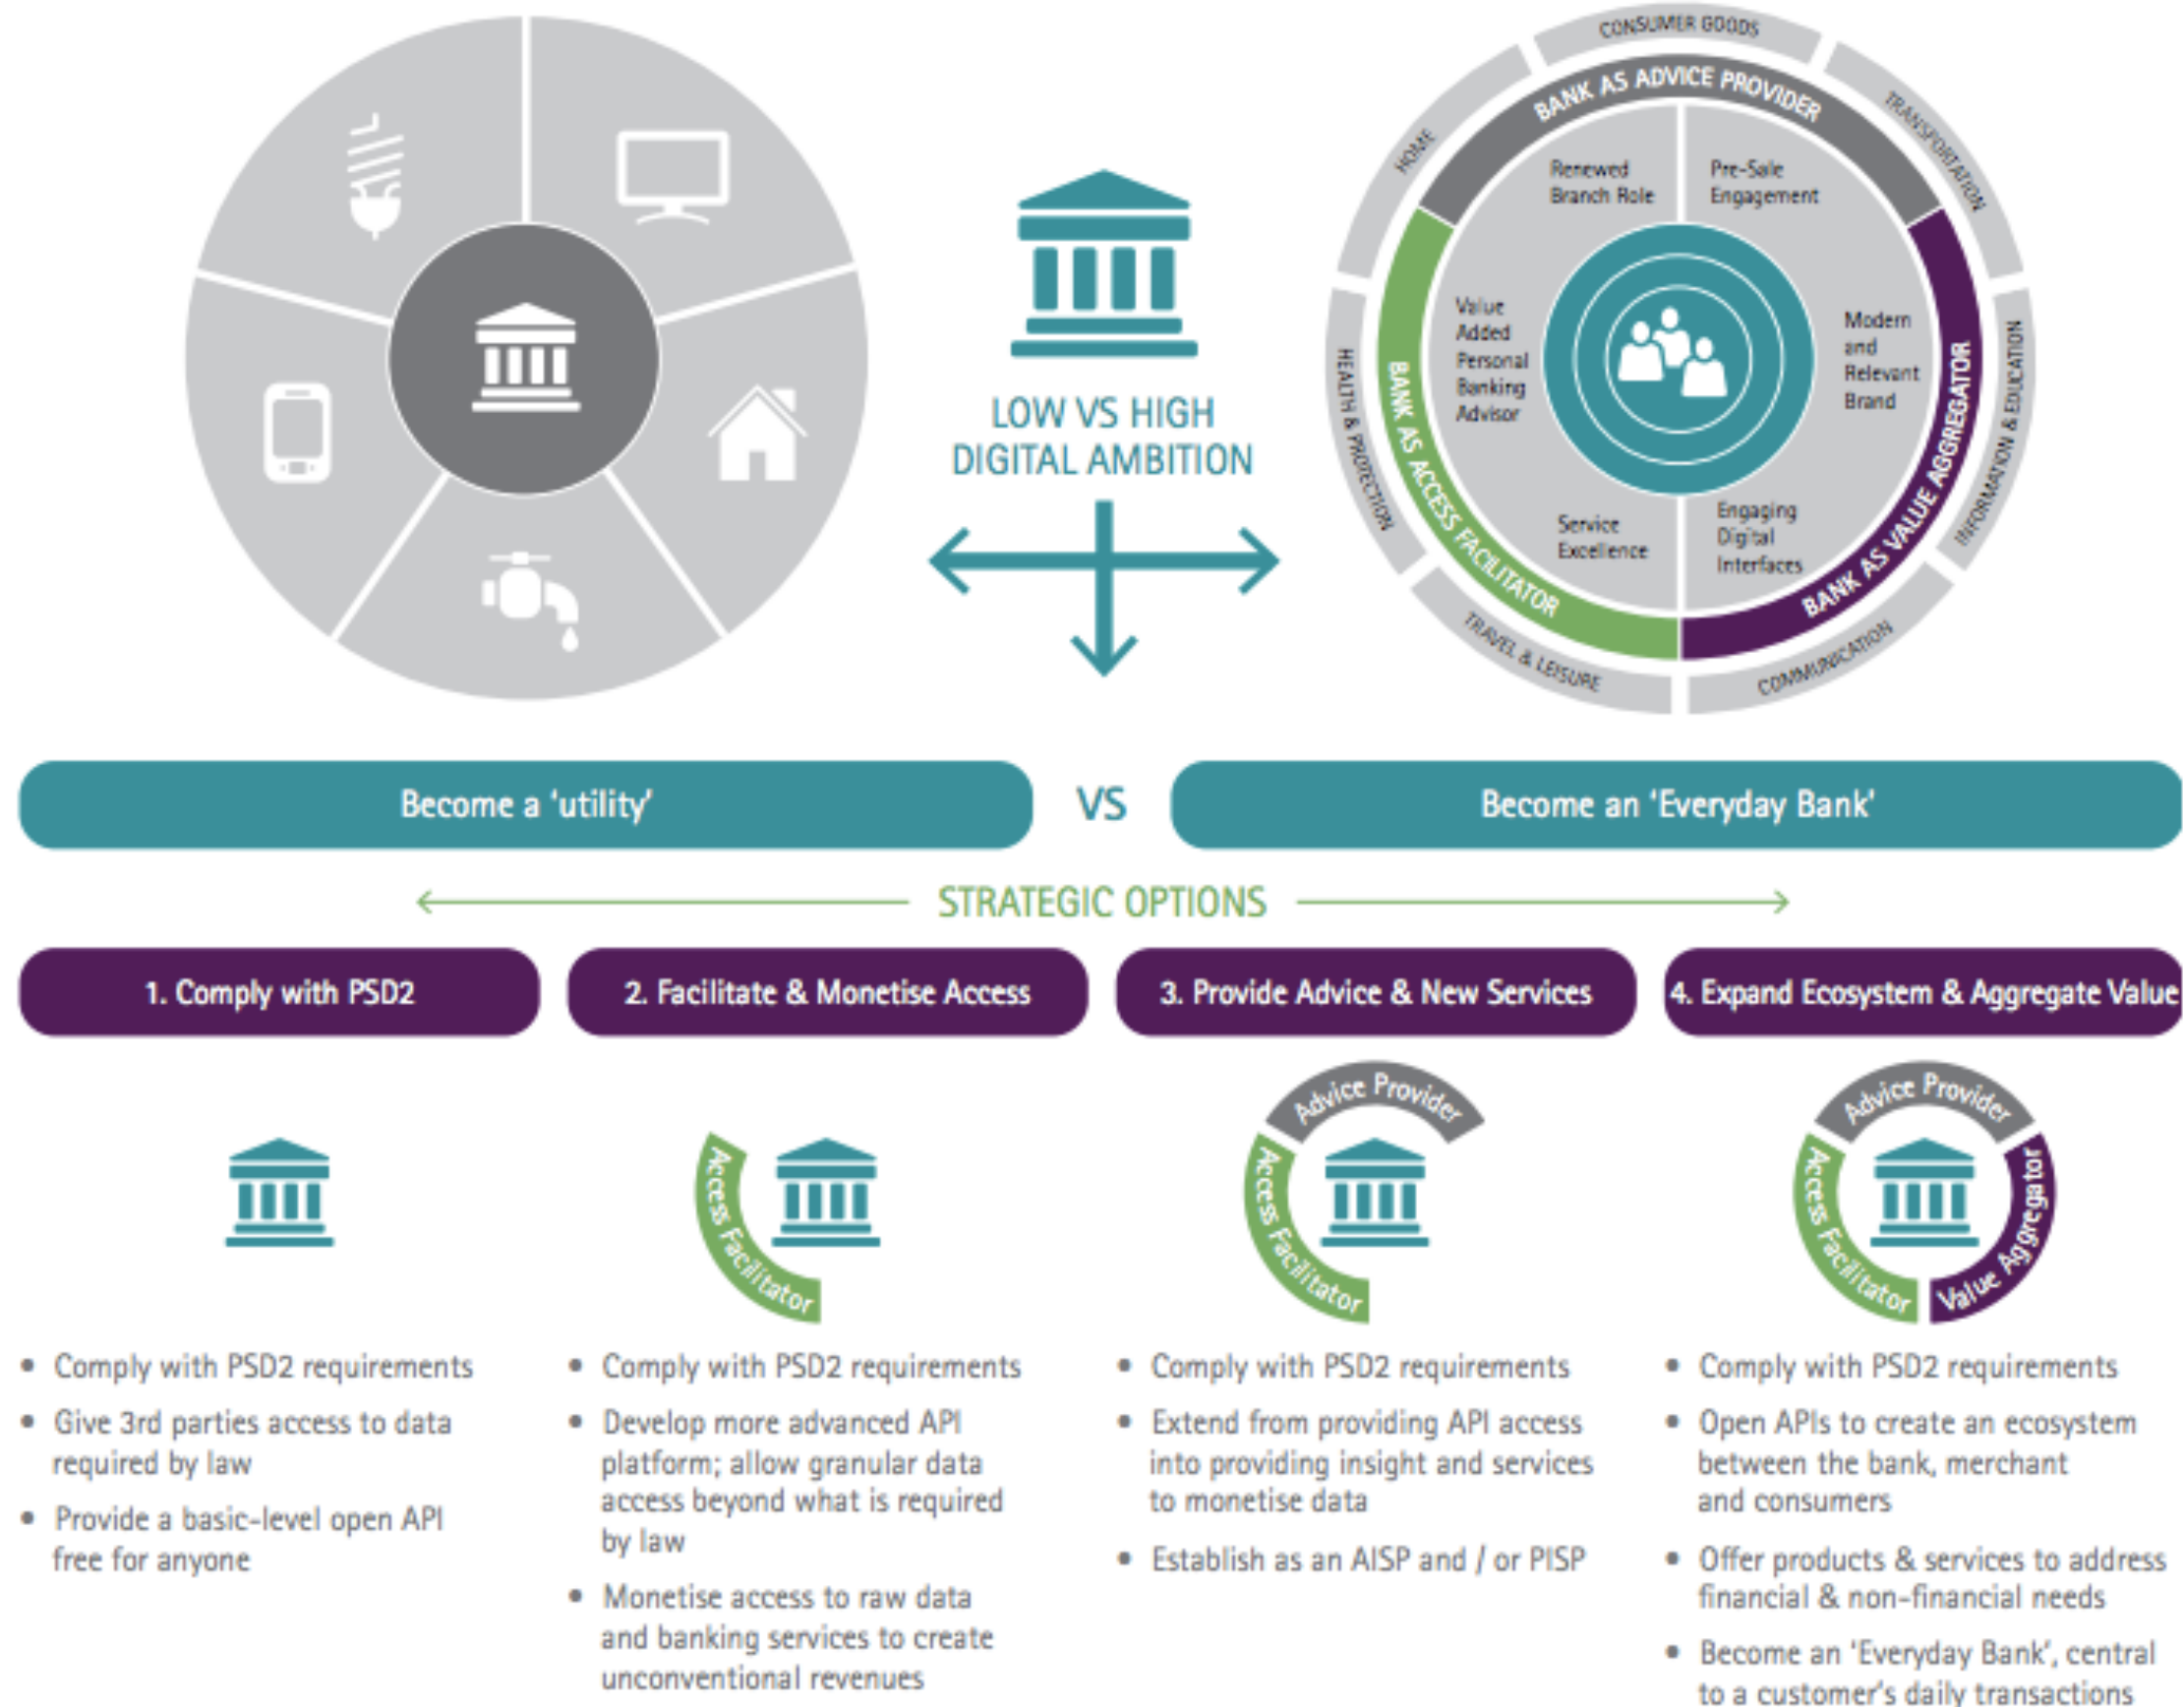 CONSUMER GOODS
BANK AS ADVICE PROVIDER
HOME
TRANSPORTATION
Renewed
Branch Role
Pre-Sale
Engagement
Value
Added
Personal
Banking
Advisor
Modern
and
Relevant
Brand
HEALTH & PROTECTION
BANK AS ACCESS FACILITATOR
BANK AS VALUE AGGREGATOR
INFORMATION & EDUCATION
Service
Excellence
Engaging
Digital
Interfaces
TRAVEL & LEISURE
COMMUNICATION
LOW VS HIGH
DIGITAL AMBITION
Become a 'utility'
VS
Become an 'Everyday Bank'
STRATEGIC OPTIONS
1. Comply with PSD2
2. Facilitate & Monetise Access
3. Provide Advice & New Services
4. Expand Ecosystem & Aggregate Value
Access Facilitator
Advice Provider
Access Facilitator
Advice Provider
Access Facilitator
Value Aggregator
• Comply with PSD2 requirements
• Give 3rd parties access to data
required by law
• Provide a basic-level open API
free for anyone
• Comply with PSD2 requirements
• Develop more advanced API
platform; allow granular data
access beyond what is required
by law
• Monetise access to raw data
and banking services to create
unconventional revenues
• Comply with PSD2 requirements
• Extend from providing API access
into providing insight and services
to monetise data
• Establish as an AISP and / or PISP
• Comply with PSD2 requirements
• Open APIs to create an ecosystem
between the bank, merchant
and consumers
• Offer products & services to address
financial & non-financial needs
• Become an 'Everyday Bank', central
to a customer's daily transactions